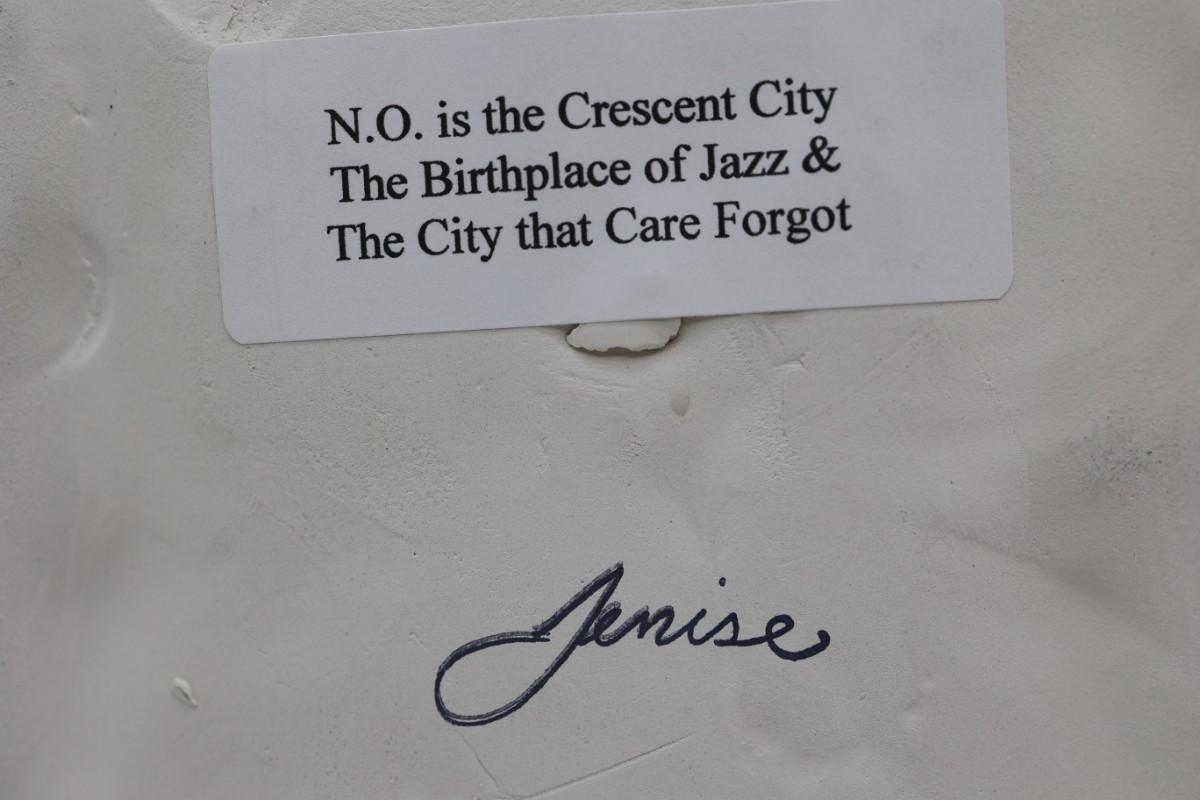 N.O. is the Crescent City
The Birthplace of Jazz &
The City that Care Forgot
Jenise